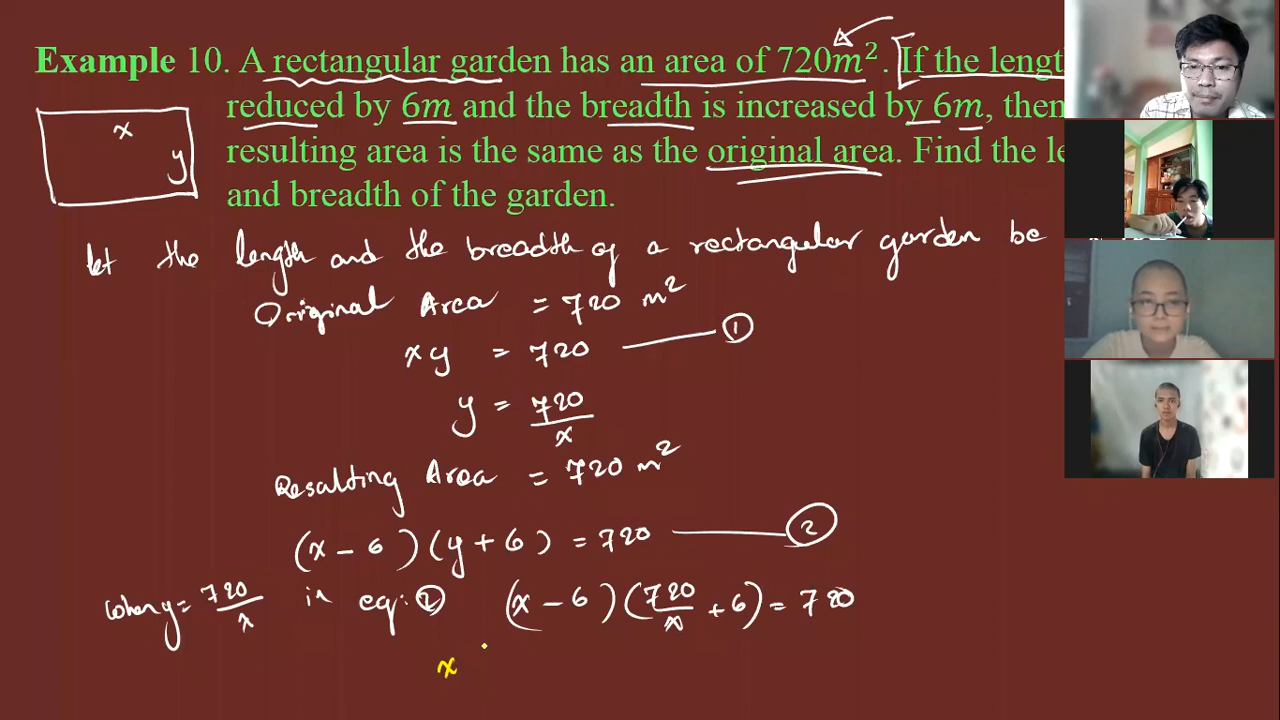 Example 10. A rectangular garden has an area of 720m². If the lengt
reduced by 6m and the breadth is increased by 6m, then
resulting area is the same as the original area. Find the le
and breadth of the garden.
x
y
let the length and the breadth of a rectangular garden be
Original Area = 720 m²
xy = 720 ——— ①
y = 720/x
Resulting Area = 720 m²
(x – 6)(y + 6) = 720 ——— ②
when y = 720/x in eq: ② (x – 6)(720/x + 6) = 720
x